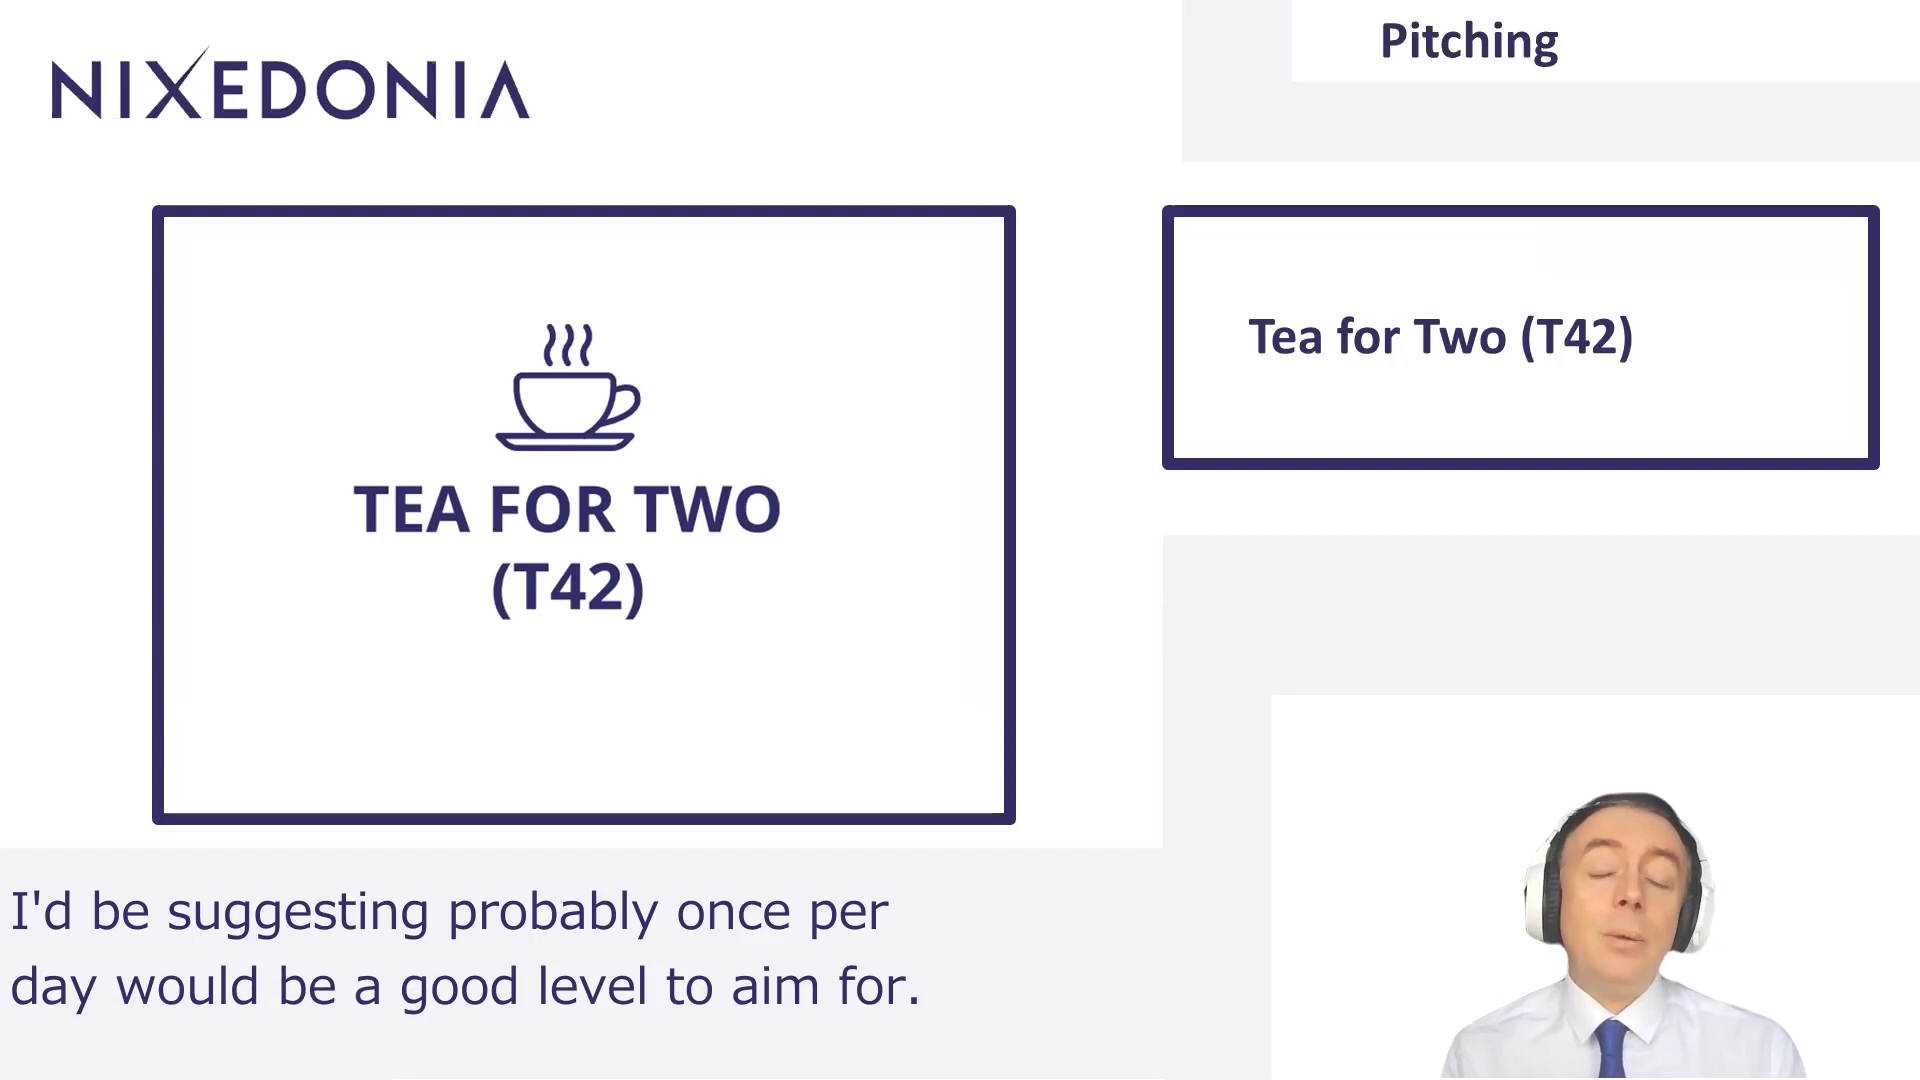 NIXEDONIA
Pitching
TEA FOR TWO
(T42)
Tea for Two (T42)
I'd be suggesting probably once per
day would be a good level to aim for.